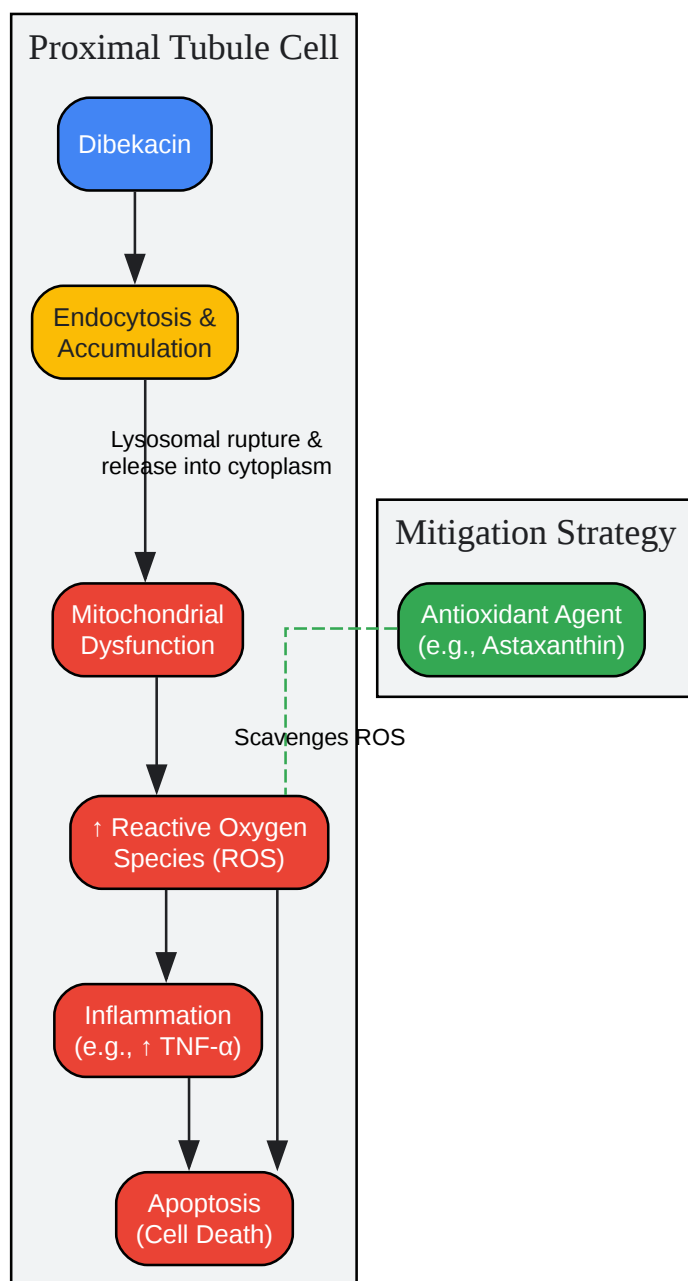 Proximal Tubule Cell
Dibekacin
Endocytosis &
Accumulation
Lysosomal rupture &
release into cytoplasm
Mitigation Strategy
Mitochondrial
Dysfunction
Antioxidant Agent
(e.g., Astaxanthin)
Scavenges ROS
↑ Reactive Oxygen
Species (ROS)
Inflammation
(e.g., ↑ TNF-α)
Apoptosis
(Cell Death)